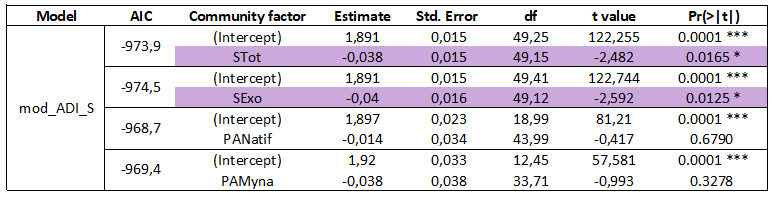 Model AIC Community factor Estimate Std. Error df t value Pr(>|t|)
mod_ADI_S -973,9 (Intercept) 1,891 0,015 49,25 122,255 0.0001 ***
STot -0,038 0,015 49,15 -2,482 0.0165 *
-974,5 (Intercept) 1,891 0,015 49,41 122,744 0.0001 ***
SExo -0,04 0,016 49,12 -2,592 0.0125 *
-968,7 (Intercept) 1,897 0,023 18,99 81,21 0.0001 ***
PANatif -0,014 0,034 43,99 -0,417 0.6790
-969,4 (Intercept) 1,92 0,033 12,45 57,581 0.0001 ***
PAMyna -0,038 0,038 33,71 -0,993 0.3278